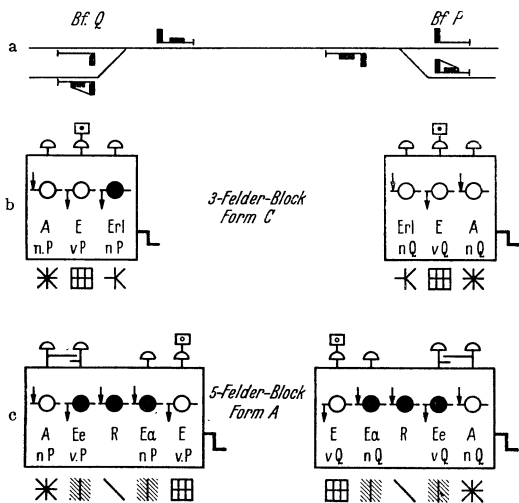 Bf. Q Bf P
a
b
3-Felder-Block
Form C
A E Erl
n.P vP nP
Erl E A
nQ vQ nQ
c
5-Felder-Block
Form A
A Ee R Ea E
nP v.P nP v.P
E Ea R Ee A
vQ nQ vQ nQ